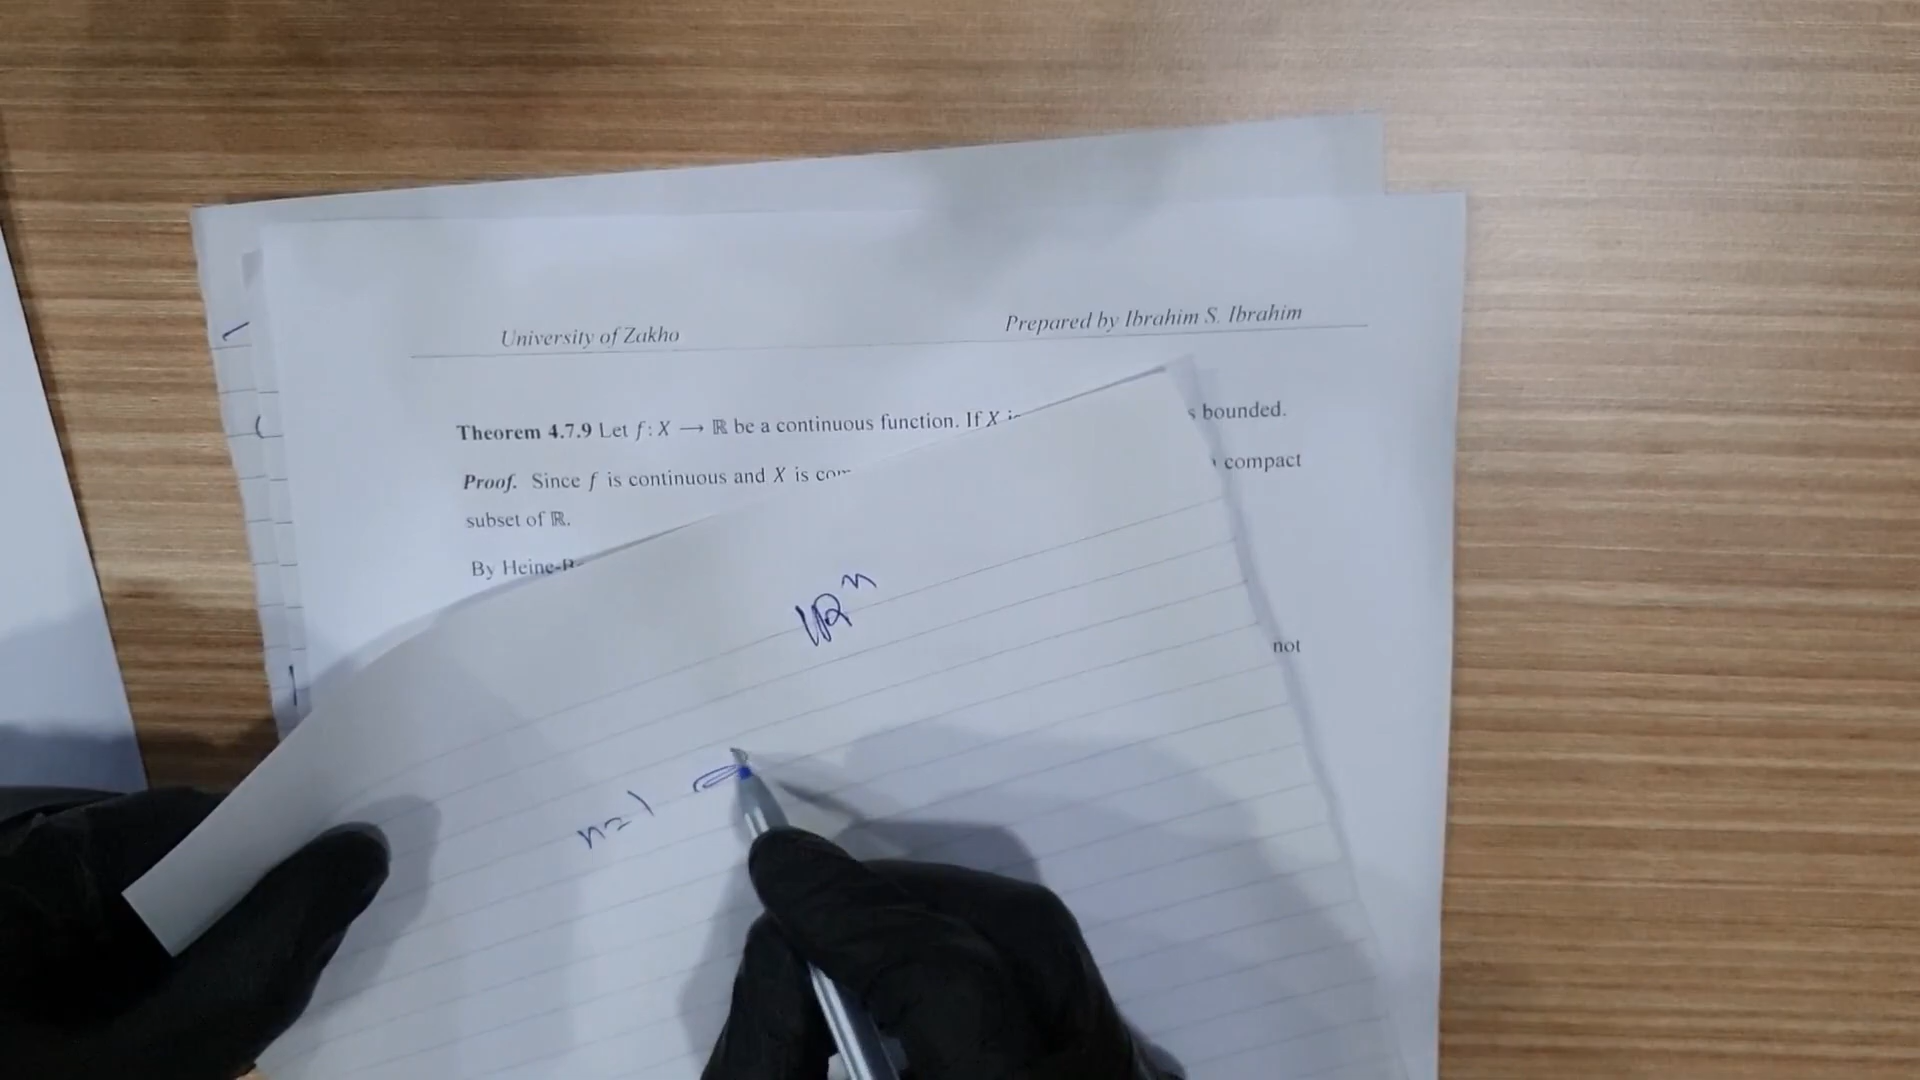 University of Zakho
Prepared by Ibrahim S. Ibrahim
Theorem 4.7.9 Let f: X ⟶ ℝ be a continuous function. If X bounded.
Proof. Since f is continuous and X is compact
subset of ℝ.
By Heine-
not
ℝⁿ
n=1